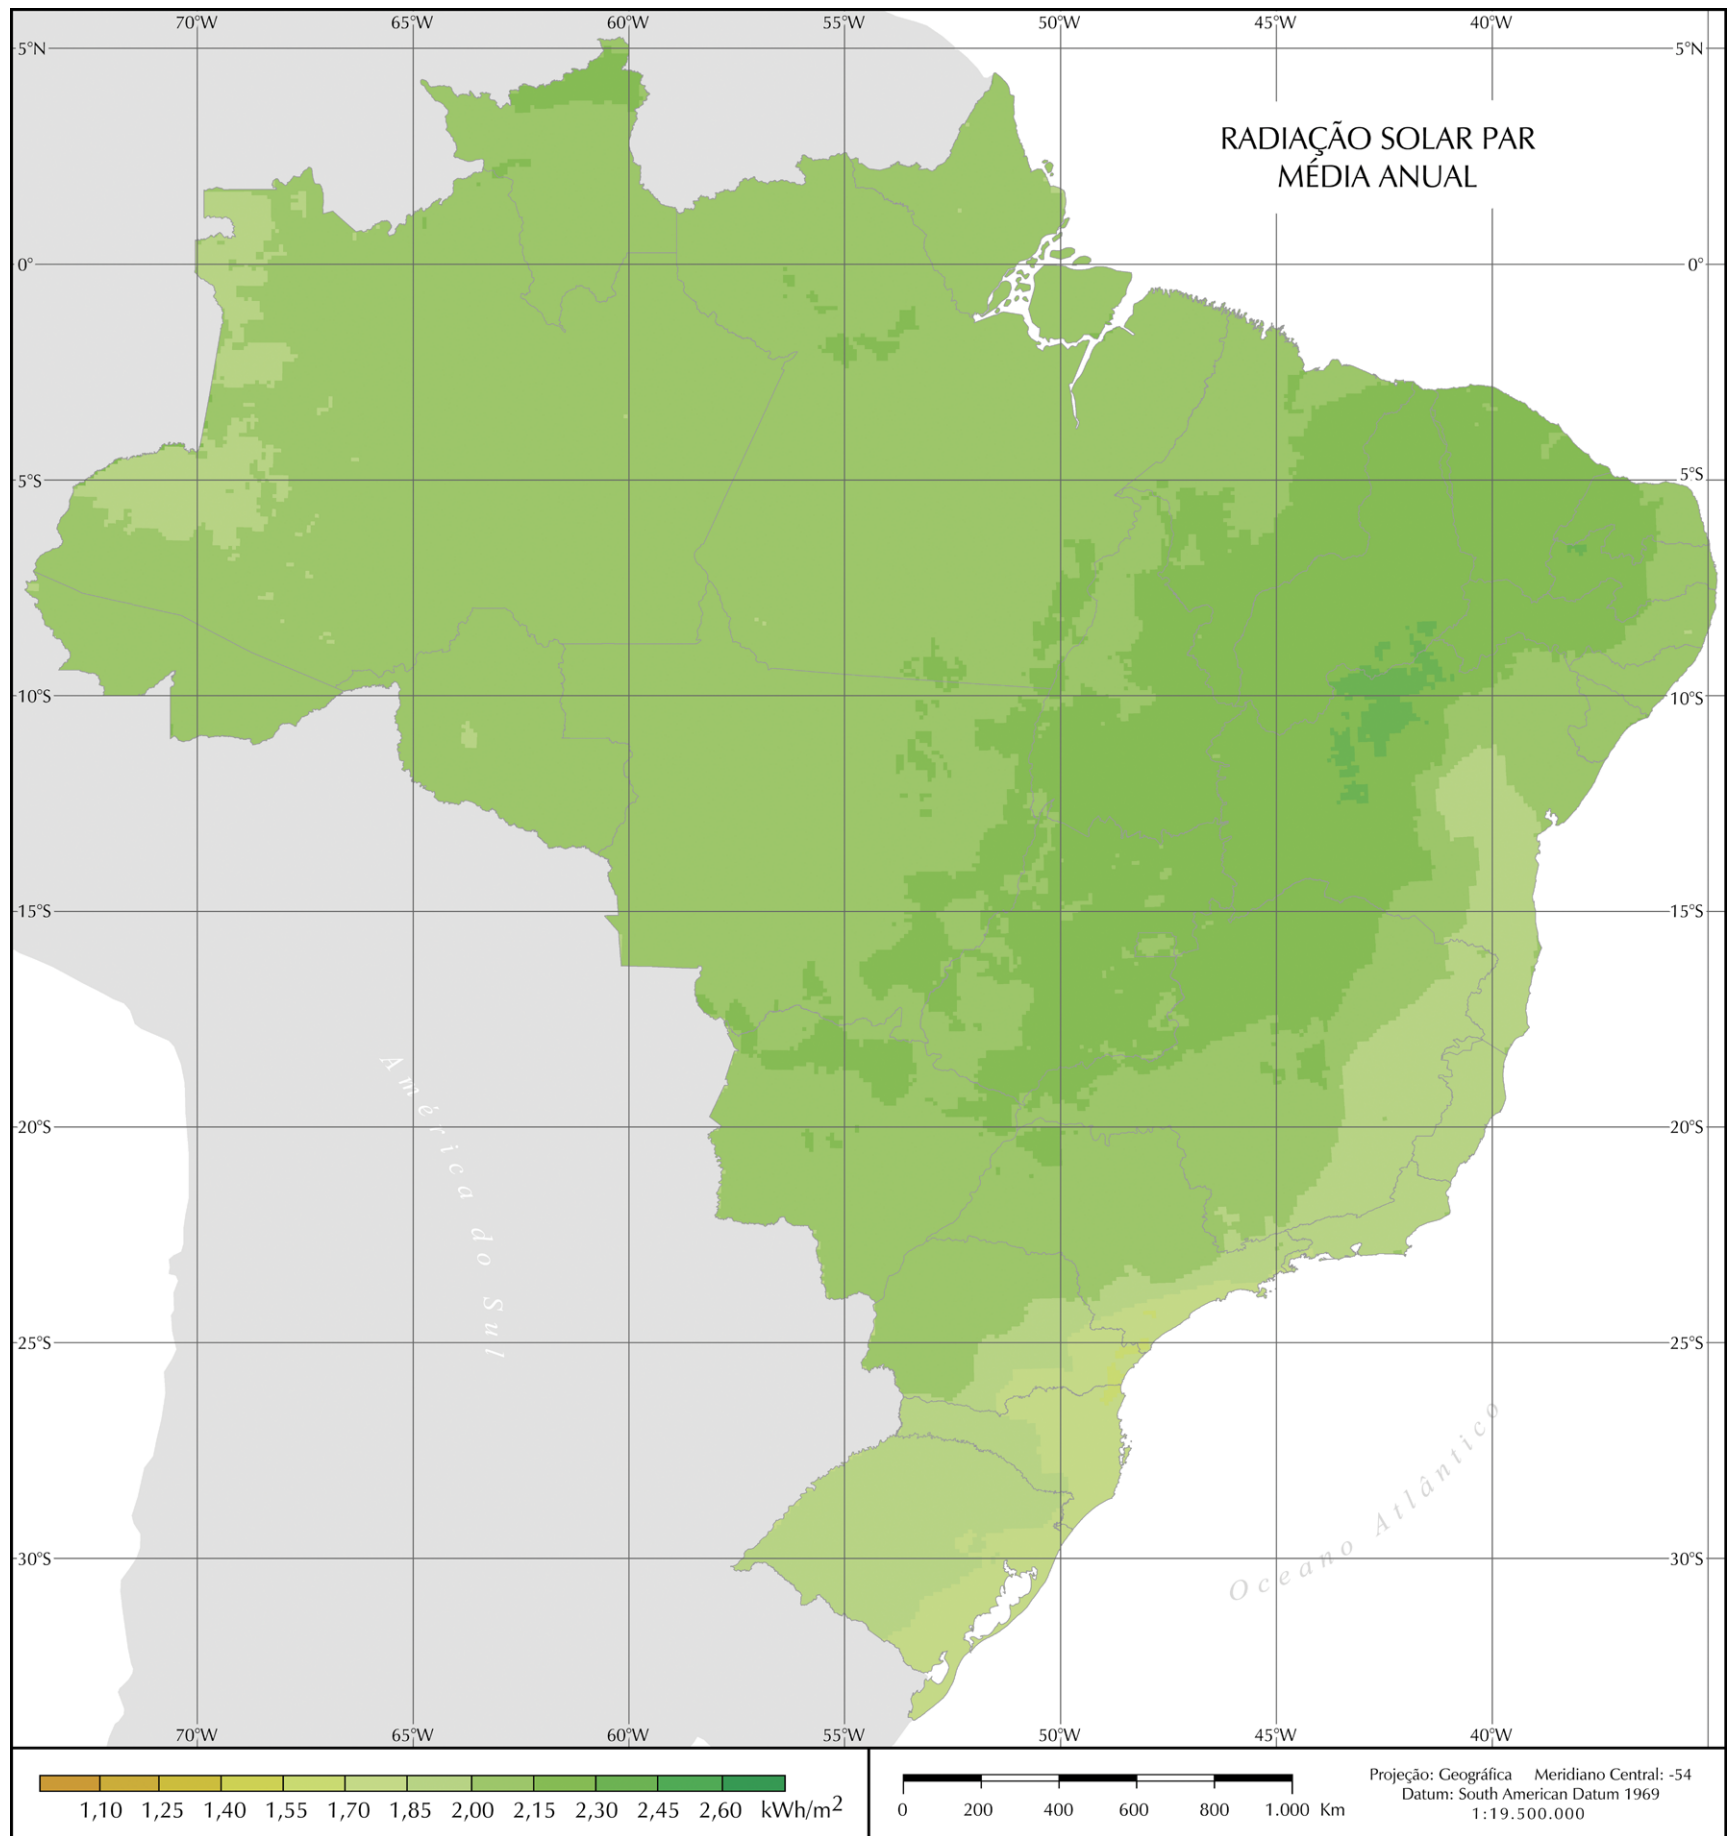 70°W 65°W 60°W 55°W 50°W 45°W 40°W
5°N 5°N
RADIAÇÃO SOLAR PAR
MÉDIA ANUAL
0° 0°
5°S 5°S
10°S 10°S
15°S 15°S
América do Sul
20°S 20°S
25°S 25°S
Oceano Atlântico
30°S 30°S
70°W 65°W 60°W 55°W 50°W 45°W 40°W
1,10 1,25 1,40 1,55 1,70 1,85 2,00 2,15 2,30 2,45 2,60 kWh/m2
0 200 400 600 800 1.000 Km
Projeção: Geográfica Meridiano Central: -54
Datum: South American Datum 1969
1:19.500.000